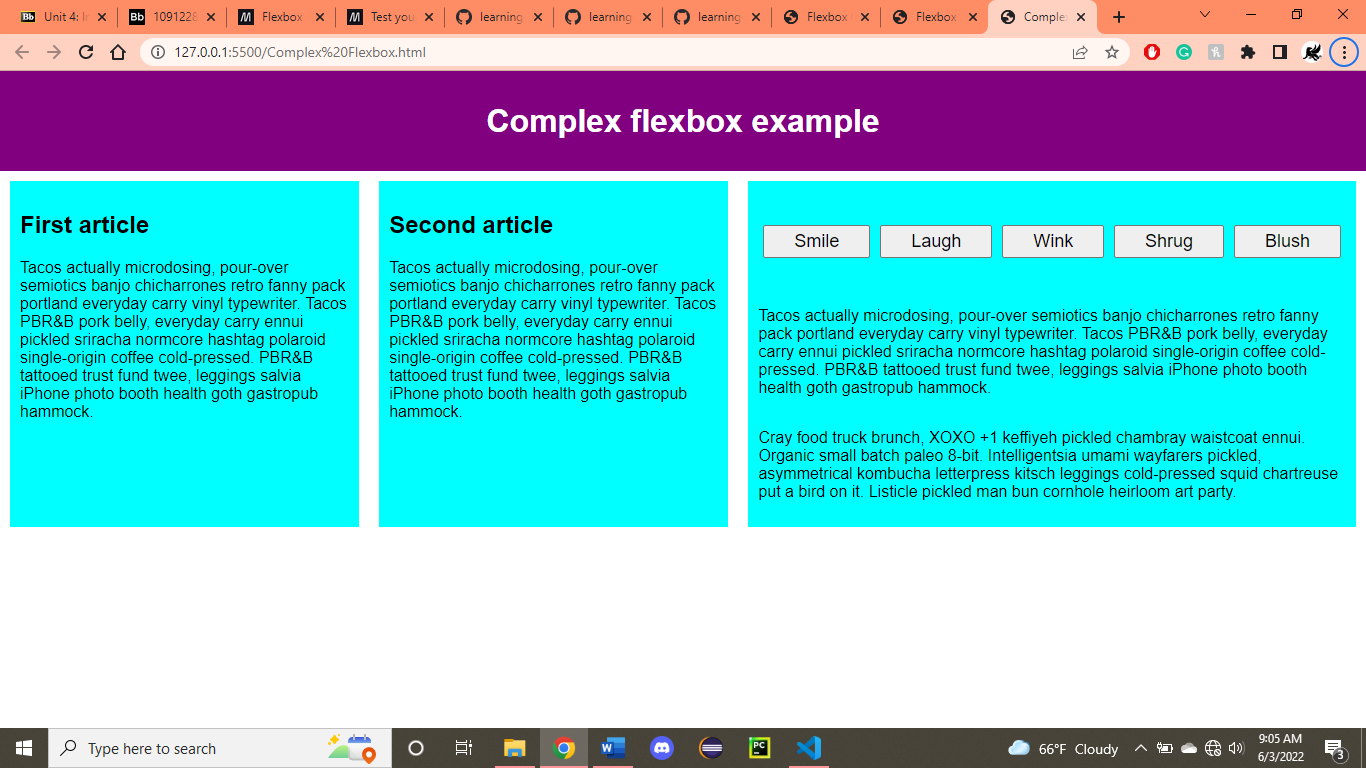 Unit 4: I
1091228
Flexbox
Test you
learning
learning
learning
Flexbox
Flexbox
Comple
127.0.0.1:5500/Complex%20Flexbox.html
Complex flexbox example
First article
Tacos actually microdosing, pour-over
semiotics banjo chicharrones retro fanny pack
portland everyday carry vinyl typewriter. Tacos
PBR&B pork belly, everyday carry ennui
pickled sriracha normcore hashtag polaroid
single-origin coffee cold-pressed. PBR&B
tattooed trust fund twee, leggings salvia
iPhone photo booth health goth gastropub
hammock.
Second article
Tacos actually microdosing, pour-over
semiotics banjo chicharrones retro fanny pack
portland everyday carry vinyl typewriter. Tacos
PBR&B pork belly, everyday carry ennui
pickled sriracha normcore hashtag polaroid
single-origin coffee cold-pressed. PBR&B
tattooed trust fund twee, leggings salvia
iPhone photo booth health goth gastropub
hammock.
Smile Laugh Wink Shrug Blush
Tacos actually microdosing, pour-over semiotics banjo chicharrones retro fanny
pack portland everyday carry vinyl typewriter. Tacos PBR&B pork belly, everyday
carry ennui pickled sriracha normcore hashtag polaroid single-origin coffee cold-
pressed. PBR&B tattooed trust fund twee, leggings salvia iPhone photo booth
health goth gastropub hammock.
Cray food truck brunch, XOXO +1 keffiyeh pickled chambray waistcoat ennui.
Organic small batch paleo 8-bit. Intelligentsia umami wayfarers pickled,
asymmetrical kombucha letterpress kitsch leggings cold-pressed squid chartreuse
put a bird on it. Listicle pickled man bun cornhole heirloom art party.
Type here to search
66°F Cloudy
9:05 AM
6/3/2022
3